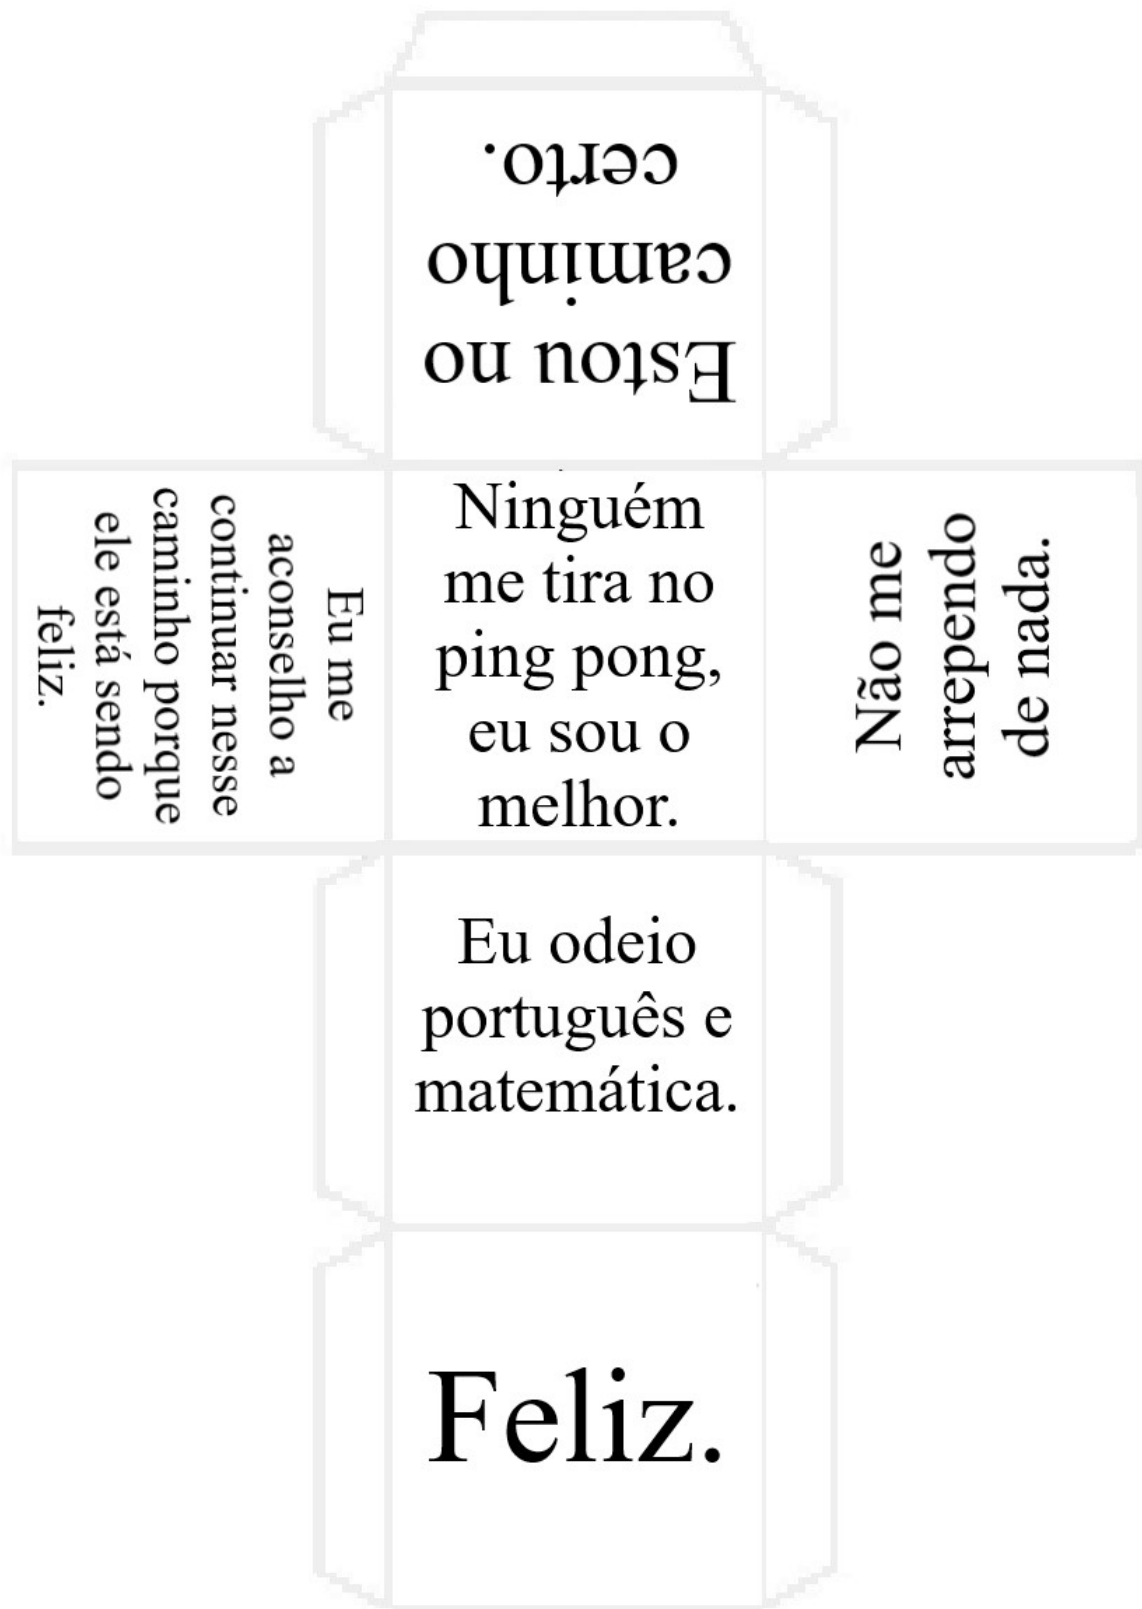 Estou no
caminho
certo.
Eu me
aconselho a
continuar nesse
caminho porque
ele está sendo
feliz.
Ninguém
me tira no
ping pong,
eu sou o
melhor.
Não me
arrependo
de nada.
Eu odeio
português e
matemática.
Feliz.